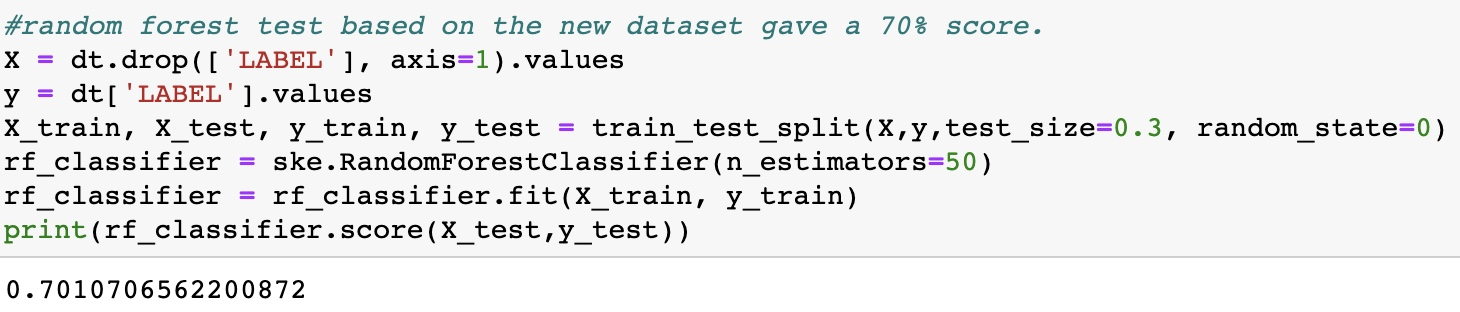 #random forest test based on the new dataset gave a 70% score.
X = dt.drop(['LABEL'], axis=1).values
y = dt['LABEL'].values
X_train, X_test, y_train, y_test = train_test_split(X,y,test_size=0.3, random_state=0)
rf_classifier = ske.RandomForestClassifier(n_estimators=50)
rf_classifier = rf_classifier.fit(X_train, y_train)
print(rf_classifier.score(X_test,y_test))
0.7010706562200872